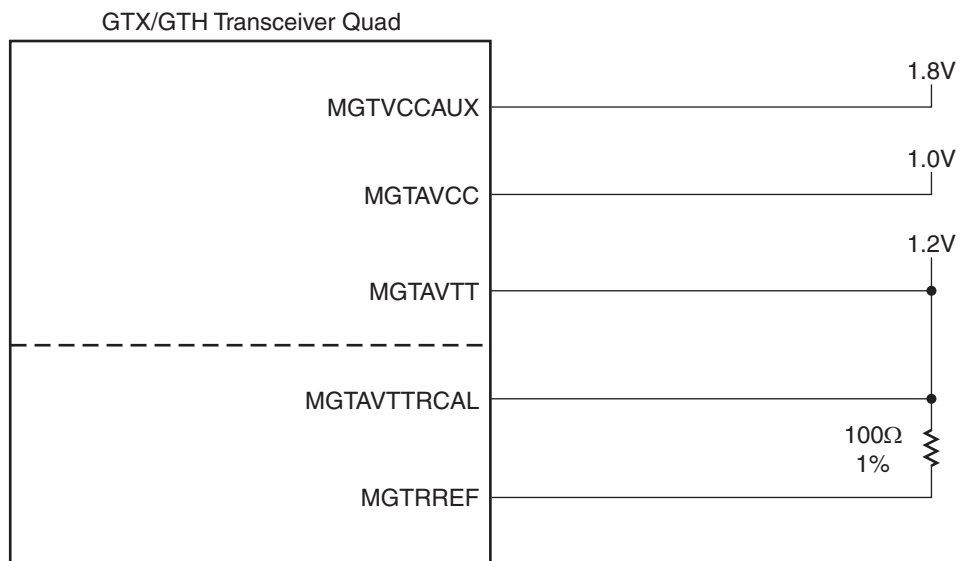 GTX/GTH Transceiver Quad
1.8V
MGTVCCAUX
1.0V
MGTAVCC
1.2V
MGTAVTT
MGTAVTTRCAL
100Ω
1%
MGTRREF